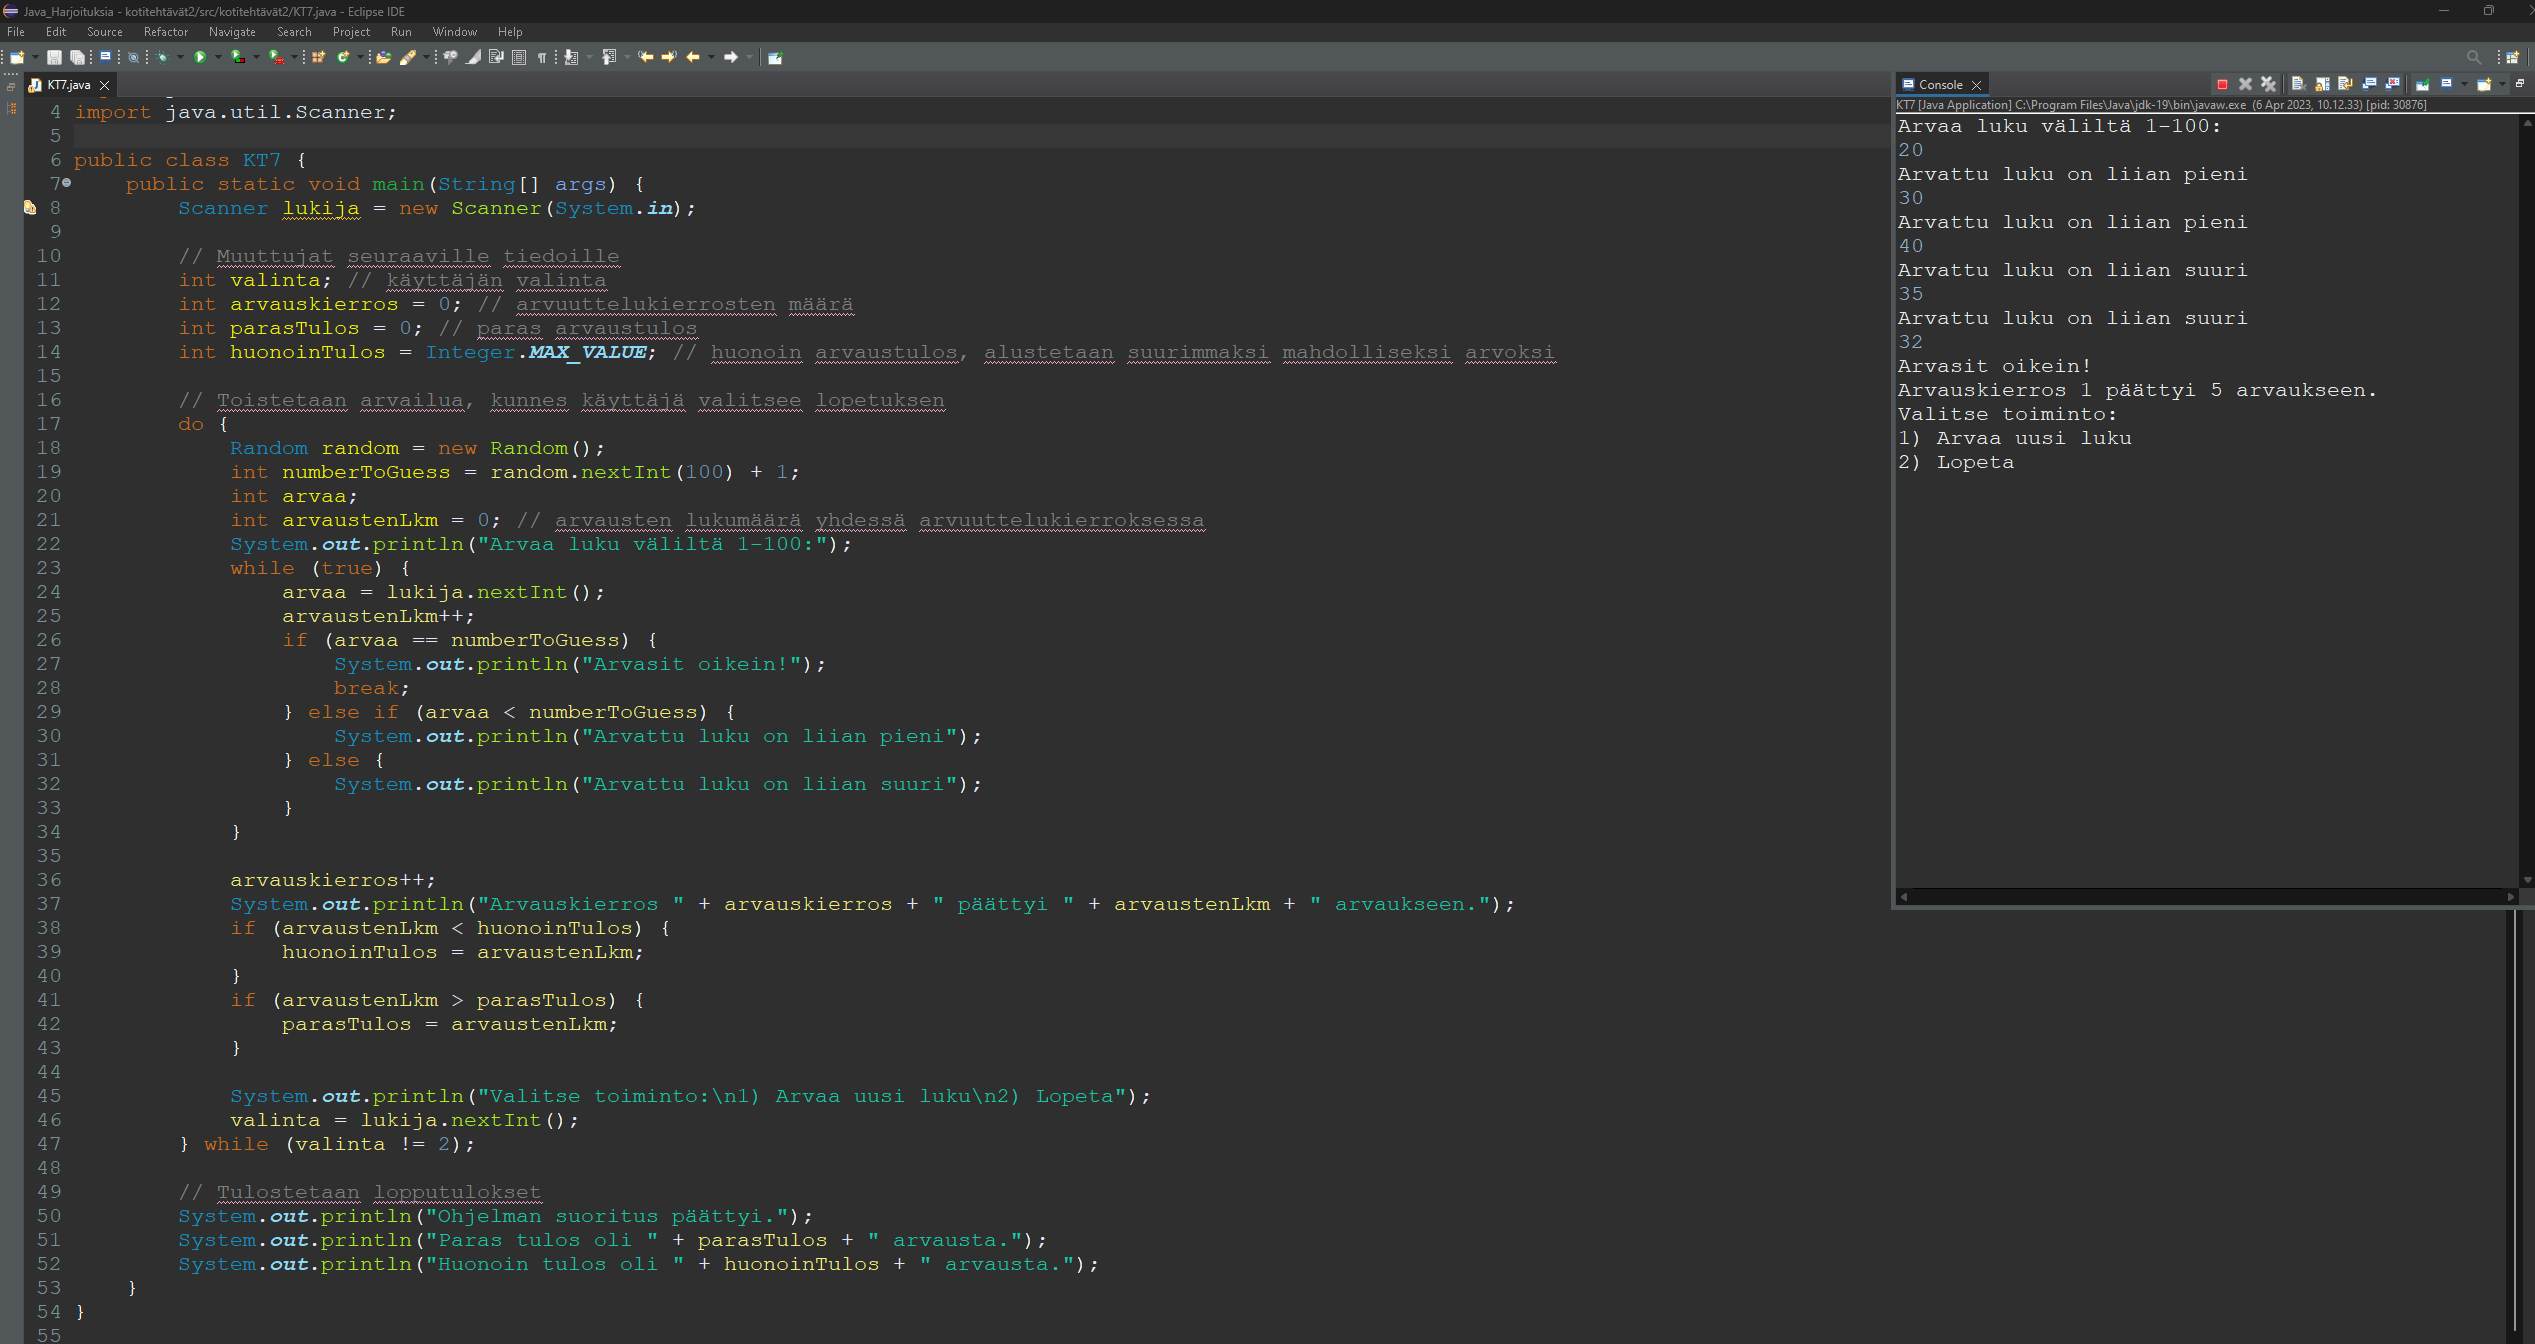 Java_Harjoituksia - kotitehtävät2/src/kotitehtävät2/KT7.java - Eclipse IDE
File Edit Source Refactor Navigate Search Project Run Window Help
KT7.java
4 import java.util.Scanner;
5
6 public class KT7 {
7 public static void main(String[] args) {
8 Scanner lukija = new Scanner(System.in);
9
10 // Muuttujat seuraaville tiedoille
11 int valinta; // käyttäjän valinta
12 int arvauskierros = 0; // arvuuttelukierrosten määrä
13 int parasTulos = 0; // paras arvaustulos
14 int huonoinTulos = Integer.MAX_VALUE; // huonoin arvaustulos, alustetaan suurimmaksi mahdolliseksi arvoksi
15
16 // Toistetaan arvailua, kunnes käyttäjä valitsee lopetuksen
17 do {
18 Random random = new Random();
19 int numberToGuess = random.nextInt(100) + 1;
20 int arvaa;
21 int arvaustenLkm = 0; // arvausten lukumäärä yhdessä arvuuttelukierroksessa
22 System.out.println("Arvaa luku väliltä 1-100:");
23 while (true) {
24 arvaa = lukija.nextInt();
25 arvaustenLkm++;
26 if (arvaa == numberToGuess) {
27 System.out.println("Arvasit oikein!");
28 break;
29 } else if (arvaa < numberToGuess) {
30 System.out.println("Arvattu luku on liian pieni");
31 } else {
32 System.out.println("Arvattu luku on liian suuri");
33 }
34 }
35
36 arvauskierros++;
37 System.out.println("Arvauskierros " + arvauskierros + " päättyi " + arvaustenLkm + " arvaukseen.");
38 if (arvaustenLkm < huonoinTulos) {
39 huonoinTulos = arvaustenLkm;
40 }
41 if (arvaustenLkm > parasTulos) {
42 parasTulos = arvaustenLkm;
43 }
44
45 System.out.println("Valitse toiminto:\n1) Arvaa uusi luku\n2) Lopeta");
46 valinta = lukija.nextInt();
47 } while (valinta != 2);
48
49 // Tulostetaan lopputulokset
50 System.out.println("Ohjelman suoritus päättyi.");
51 System.out.println("Paras tulos oli " + parasTulos + " arvausta.");
52 System.out.println("Huonoin tulos oli " + huonoinTulos + " arvausta.");
53 }
54 }
55
Console
KT7 [Java Application] C:\Program Files\Java\jdk-19\bin\javaw.exe (6 Apr 2023, 10.12.33) [pid: 30876]
Arvaa luku väliltä 1-100:
20
Arvattu luku on liian pieni
30
Arvattu luku on liian pieni
40
Arvattu luku on liian suuri
35
Arvattu luku on liian suuri
32
Arvasit oikein!
Arvauskierros 1 päättyi 5 arvaukseen.
Valitse toiminto:
1) Arvaa uusi luku
2) Lopeta